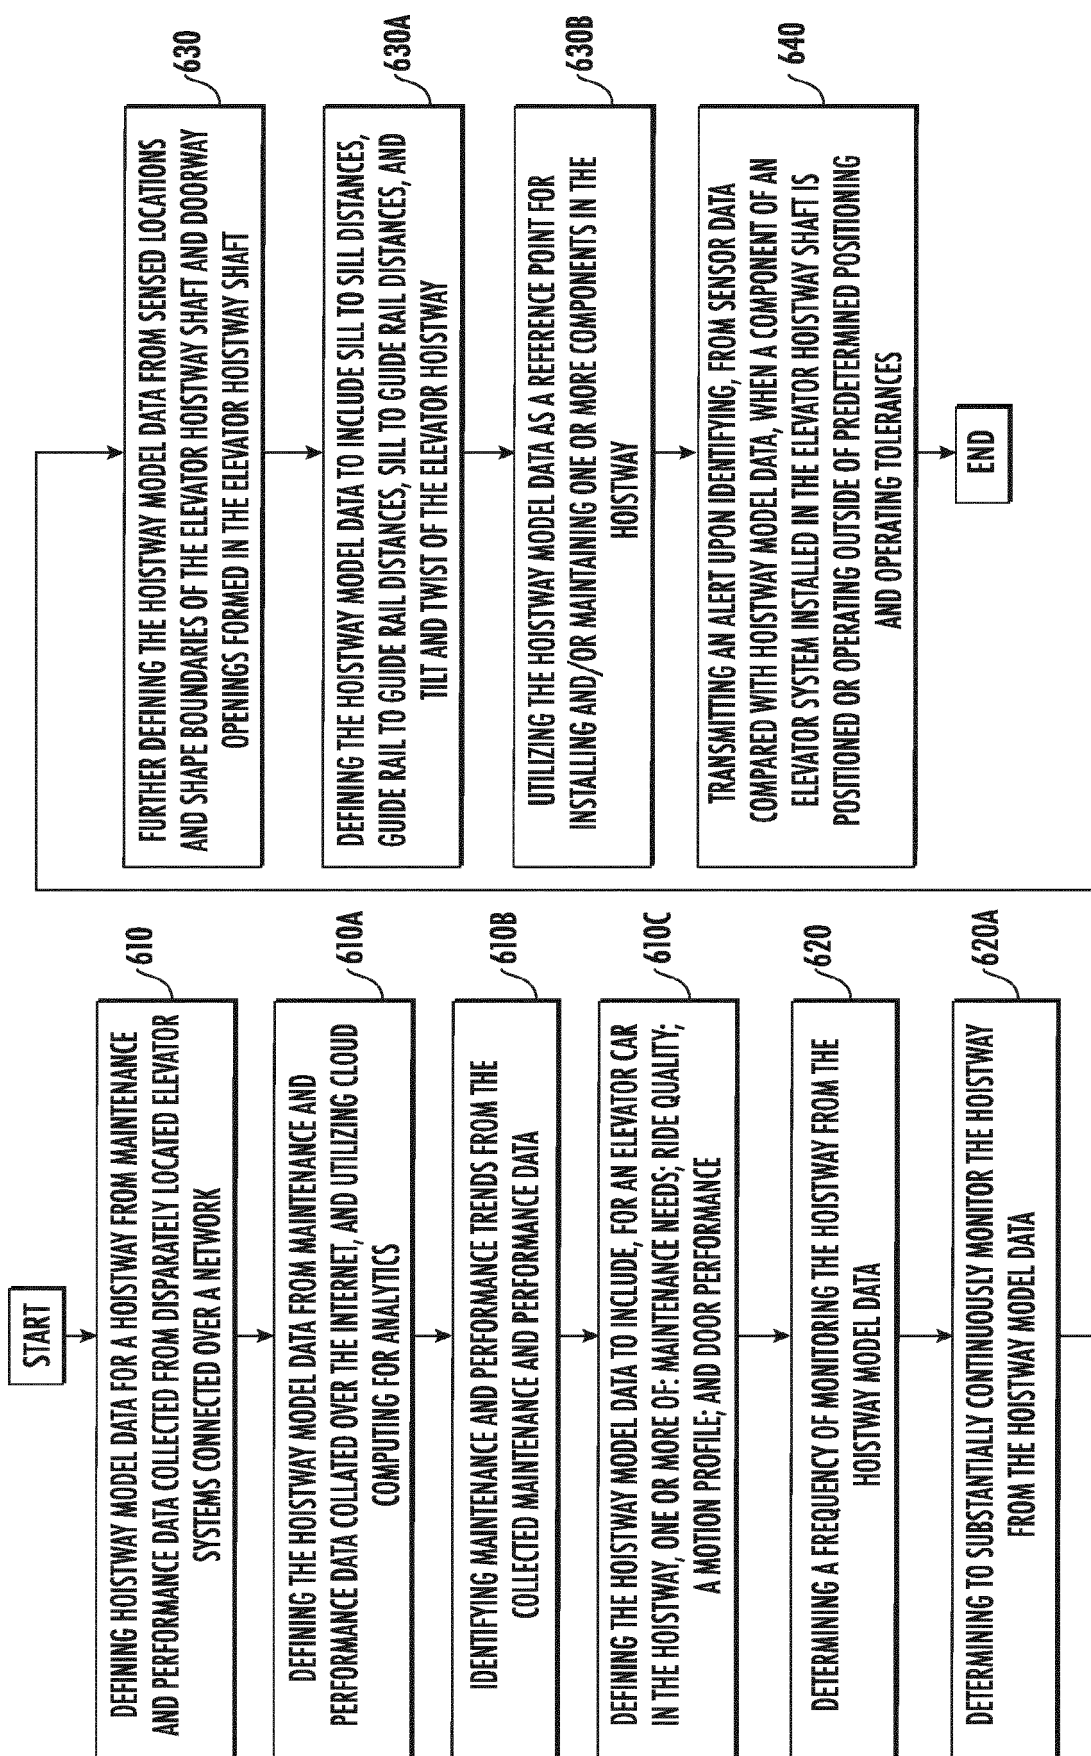 START
610
DEFINING HOISTWAY MODEL DATA FOR A HOISTWAY FROM MAINTENANCE
AND PERFORMANCE DATA COLLECTED FROM DISPARATELY LOCATED ELEVATOR
SYSTEMS CONNECTED OVER A NETWORK
610A
DEFINING THE HOISTWAY MODEL DATA FROM MAINTENANCE AND
PERFORMANCE DATA COLLATED OVER THE INTERNET, AND UTILIZING CLOUD
COMPUTING FOR ANALYTICS
610B
IDENTIFYING MAINTENANCE AND PERFORMANCE TRENDS FROM THE
COLLECTED MAINTENANCE AND PERFORMANCE DATA
610C
DEFINING THE HOISTWAY MODEL DATA TO INCLUDE, FOR AN ELEVATOR CAR
IN THE HOISTWAY, ONE OR MORE OF: MAINTENANCE NEEDS; RIDE QUALITY;
A MOTION PROFILE; AND DOOR PERFORMANCE
620
DETERMINING A FREQUENCY OF MONITORING THE HOISTWAY FROM THE
HOISTWAY MODEL DATA
620A
DETERMINING TO SUBSTANTIALLY CONTINUOUSLY MONITOR THE HOISTWAY
FROM THE HOISTWAY MODEL DATA
630
FURTHER DEFINING THE HOISTWAY MODEL DATA FROM SENSED LOCATIONS
AND SHAPE BOUNDARIES OF THE ELEVATOR HOISTWAY SHAFT AND DOORWAY
OPENINGS FORMED IN THE ELEVATOR HOISTWAY SHAFT
630A
DEFINING THE HOISTWAY MODEL DATA TO INCLUDE SILL TO SILL DISTANCES,
GUIDE RAIL TO GUIDE RAIL DISTANCES, SILL TO GUIDE RAIL DISTANCES, AND
TILT AND TWIST OF THE ELEVATOR HOISTWAY
630B
UTILIZING THE HOISTWAY MODEL DATA AS A REFERENCE POINT FOR
INSTALLING AND/OR MAINTAINING ONE OR MORE COMPONENTS IN THE
HOISTWAY
640
TRANSMITTING AN ALERT UPON IDENTIFYING, FROM SENSOR DATA
COMPARED WITH HOISTWAY MODEL DATA, WHEN A COMPONENT OF AN
ELEVATOR SYSTEM INSTALLED IN THE ELEVATOR HOISTWAY SHAFT IS
POSITIONED OR OPERATING OUTSIDE OF PREDETERMINED POSITIONING
AND OPERATING TOLERANCES
END